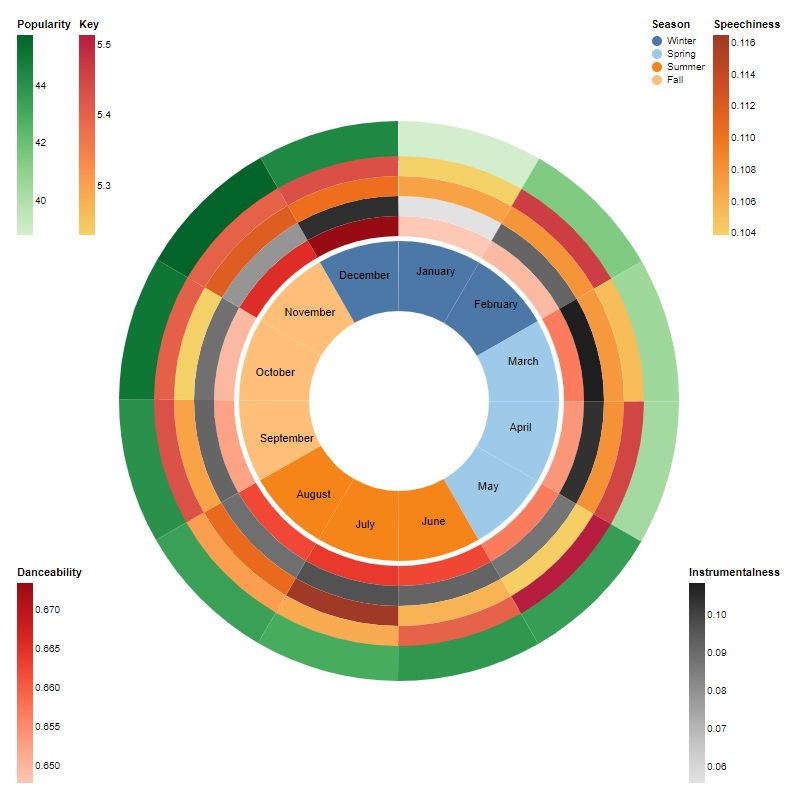 Popularity
44
42
40
Key
5.5
5.4
5.3
Season
Winter
Spring
Summer
Fall
Speechiness
0.116
0.114
0.112
0.110
0.108
0.106
0.104
December
January
February
March
April
May
June
July
August
September
October
November
Danceability
0.670
0.665
0.660
0.655
0.650
Instrumentalness
0.10
0.09
0.08
0.07
0.06